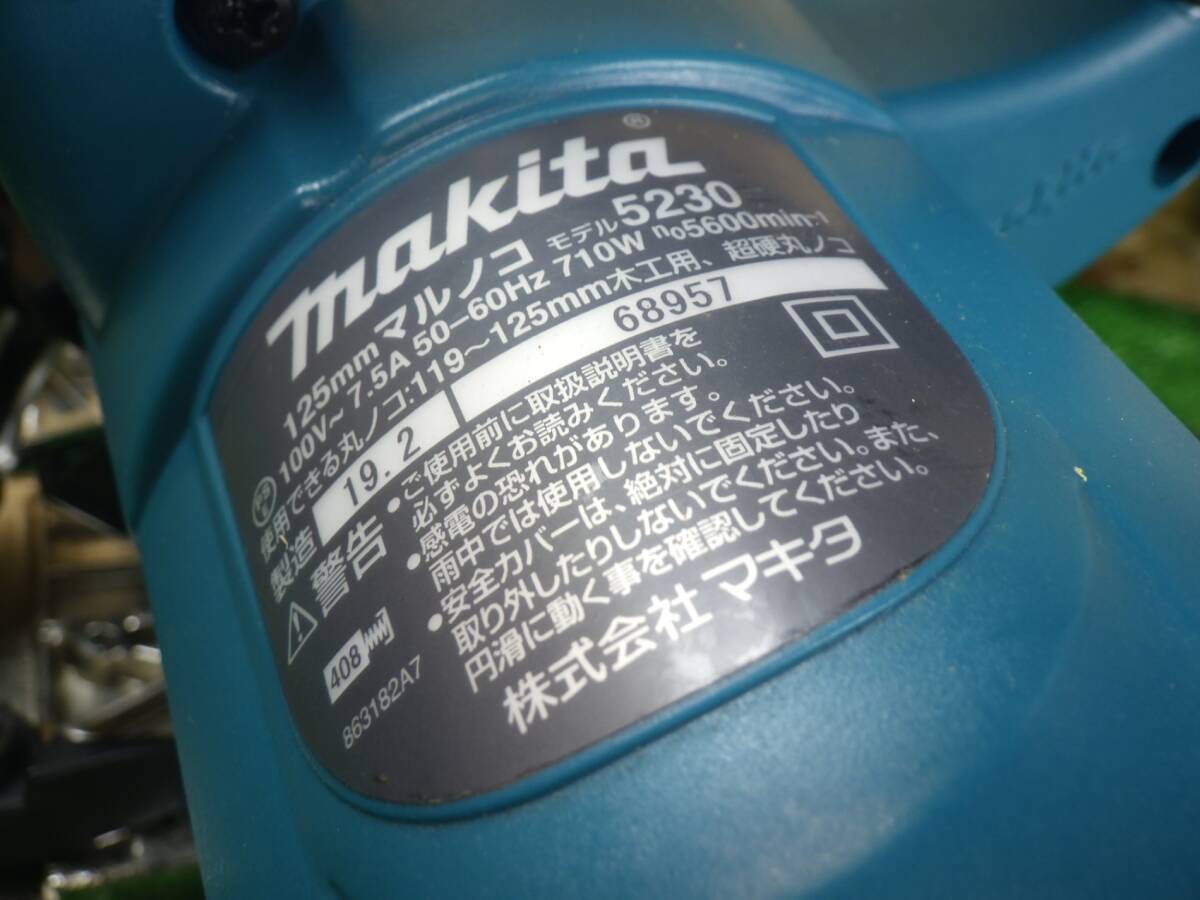 makita®
125mmマルノコ モデル 5230
100V～ 7.5A 50-60Hz 710W n₀5600min⁻¹
使用できる丸ノコ:119～125mm木工用、超硬丸ノコ
製造 19. 2 68957
警告
・ご使用前に取扱説明書を
必ずよくお読みください。
・感電の恐れがあります。
雨中では使用しないでください。
・安全カバーは、絶対に固定したり
取り外したりしないでください。また、
円滑に動く事を確認してください。
408
863182A7
株式会社 マキタ
makita